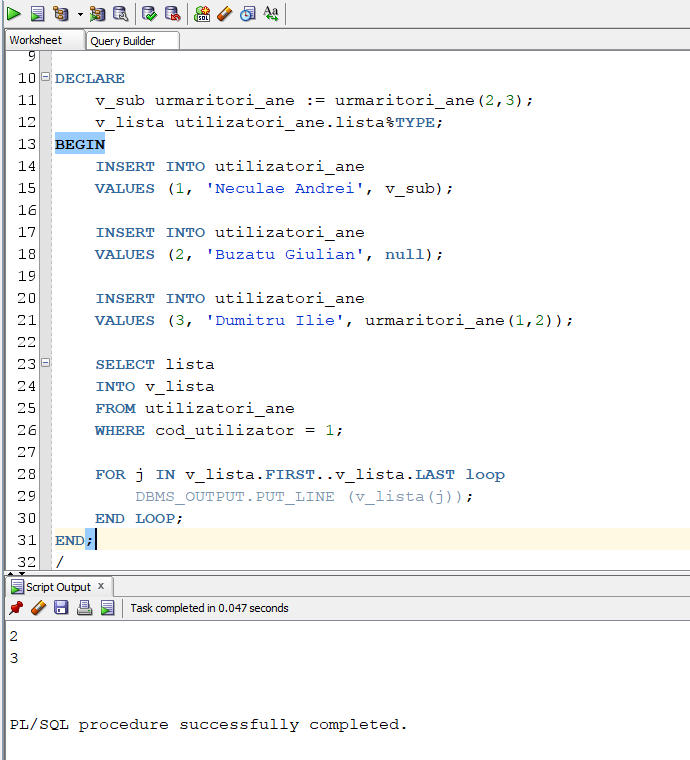 SQL
Aa
Worksheet Query Builder
9
10 DECLARE
11 v_sub urmaritori_ane := urmaritori_ane(2,3);
12 v_lista utilizatori_ane.lista%TYPE;
13 BEGIN
14 INSERT INTO utilizatori_ane
15 VALUES (1, 'Neculae Andrei', v_sub);
16
17 INSERT INTO utilizatori_ane
18 VALUES (2, 'Buzatu Giulian', null);
19
20 INSERT INTO utilizatori_ane
21 VALUES (3, 'Dumitru Ilie', urmaritori_ane(1,2));
22
23 SELECT lista
24 INTO v_lista
25 FROM utilizatori_ane
26 WHERE cod_utilizator = 1;
27
28 FOR j IN v_lista.FIRST..v_lista.LAST loop
29 DBMS_OUTPUT.PUT_LINE (v_lista(j));
30 END LOOP;
31 END;
32 /
Script Output x
Task completed in 0.047 seconds
2
3
PL/SQL procedure successfully completed.